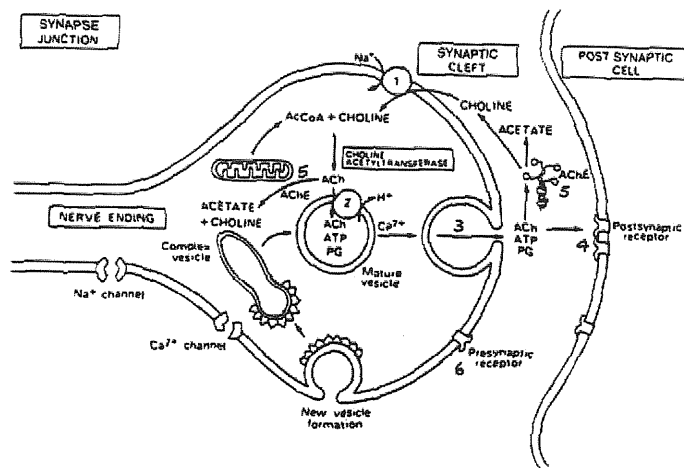 SYNAPSE
JUNCTION
SYNAPTIC
CLEFT
POST SYNAPTIC
CELL
Na⁺
1
CHOLINE
AcCoA + CHOLINE
ACETATE
CHOLINE
ACETYLTRANSFERASE
5
ACh
AChE
5
AChE
2
H⁺
NERVE ENDING
ACETATE
+ CHOLINE
ACh
ATP
PG
Ca²⁺
3
ACh
ATP
PG
4
Postsynaptic
receptor
Complex
vesicle
Mature
vesicle
Na⁺ channel
Ca²⁺ channel
Presynaptic
receptor
6
New vesicle
formation